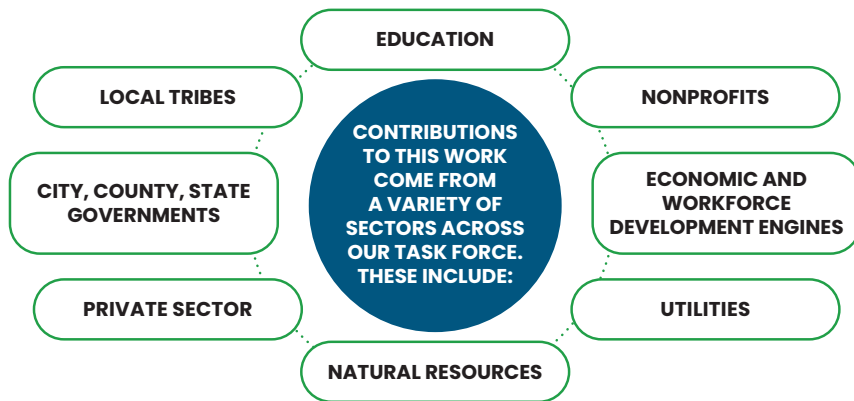 EDUCATION
LOCAL TRIBES
NONPROFITS
CONTRIBUTIONS
TO THIS WORK
COME FROM
A VARIETY OF
SECTORS ACROSS
OUR TASK FORCE.
THESE INCLUDE:
CITY, COUNTY, STATE
GOVERNMENTS
ECONOMIC AND
WORKFORCE
DEVELOPMENT ENGINES
PRIVATE SECTOR
UTILITIES
NATURAL RESOURCES